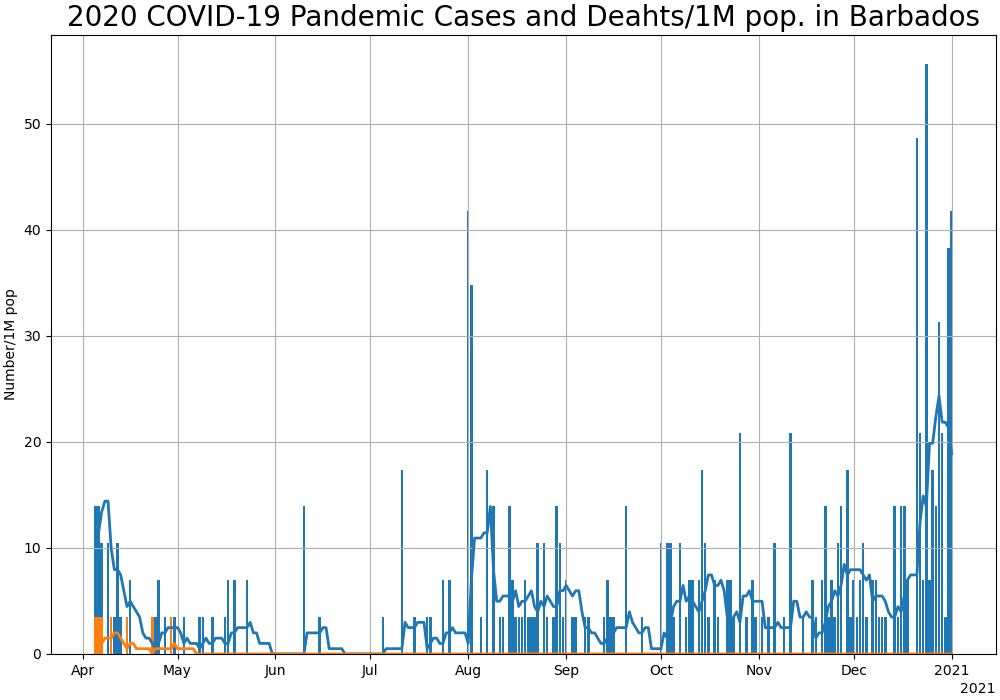 2020 COVID-19 Pandemic Cases and Deahts/1M pop. in Barbados
Number/1M pop
50
40
30
20
10
0
Apr May Jun Jul Aug Sep Oct Nov Dec 2021
2021